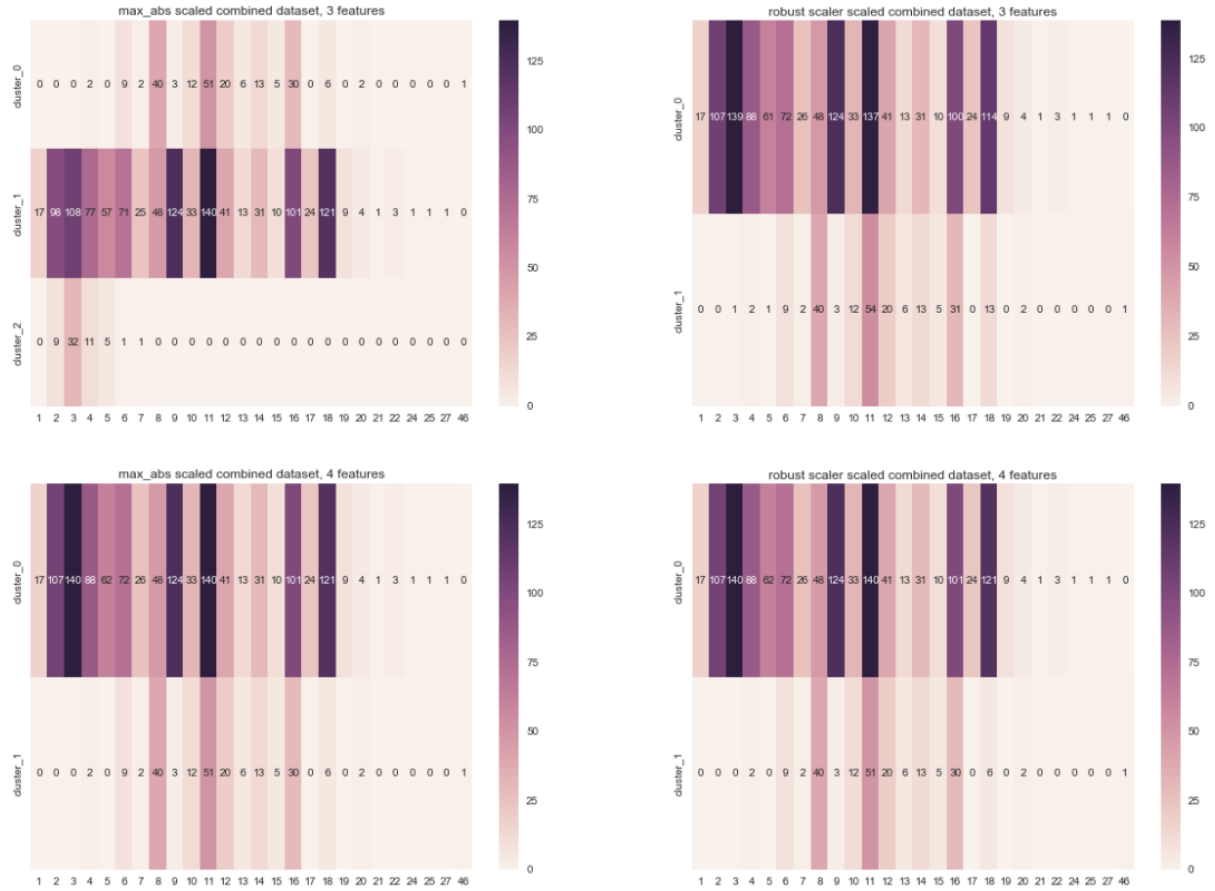 max_abs scaled combined dataset, 3 features
cluster_0
0 0 0 2 0 9 2 40 3 12 51 20 6 13 5 30 0 6 0 2 0 0 0 0 0 1
cluster_1
17 98 108 77 57 71 25 48 124 33 140 41 13 31 10 101 24 121 9 4 1 3 1 1 1 0
cluster_2
0 9 32 11 5 1 1 0 0 0 0 0 0 0 0 0 0 0 0 0 0 0 0 0 0 0
1 2 3 4 5 6 7 8 9 10 11 12 13 14 15 16 17 18 19 20 21 22 24 25 27 46
125
100
75
50
25
0
robust scaler scaled combined dataset, 3 features
cluster_0
17 107 139 88 61 72 26 48 124 33 137 41 13 31 10 100 24 114 9 4 1 3 1 1 1 0
cluster_1
0 0 1 2 1 9 2 40 3 12 54 20 6 13 5 31 0 13 0 2 0 0 0 0 0 1
1 2 3 4 5 6 7 8 9 10 11 12 13 14 15 16 17 18 19 20 21 22 24 25 27 46
125
100
75
50
25
0
max_abs scaled combined dataset, 4 features
cluster_0
17 107 140 88 62 72 26 48 124 33 140 41 13 31 10 101 24 121 9 4 1 3 1 1 1 0
cluster_1
0 0 0 2 0 9 2 40 3 12 51 20 6 13 5 30 0 6 0 2 0 0 0 0 0 1
1 2 3 4 5 6 7 8 9 10 11 12 13 14 15 16 17 18 19 20 21 22 24 25 27 46
125
100
75
50
25
0
robust scaler scaled combined dataset, 4 features
cluster_0
17 107 140 88 62 72 26 48 124 33 140 41 13 31 10 101 24 121 9 4 1 3 1 1 1 0
cluster_1
0 0 0 2 0 9 2 40 3 12 51 20 6 13 5 30 0 6 0 2 0 0 0 0 0 1
1 2 3 4 5 6 7 8 9 10 11 12 13 14 15 16 17 18 19 20 21 22 24 25 27 46
125
100
75
50
25
0